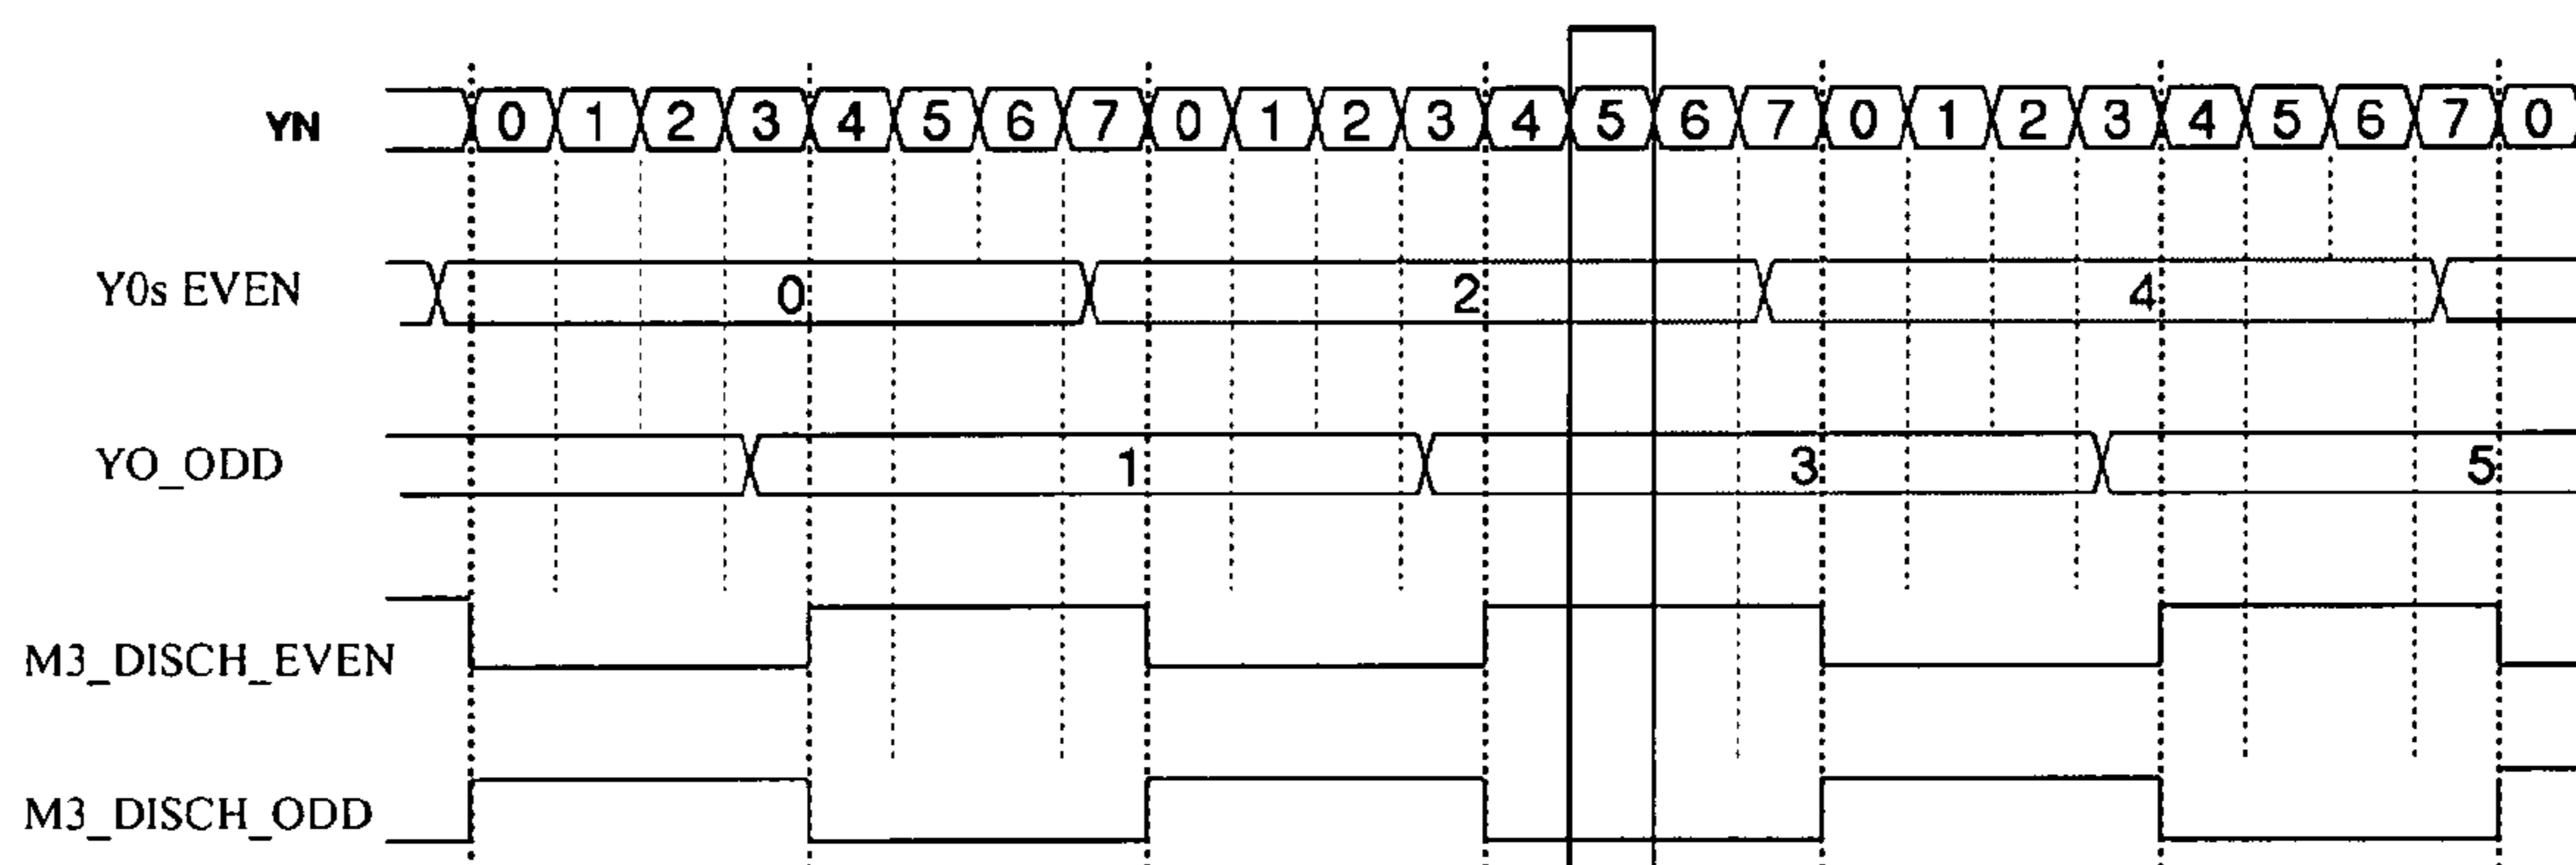 YN 0 1 2 3 4 5 6 7 0 1 2 3 4 5 6 7 0 1 2 3 4 5 6 7 0
Y0s EVEN 0 2 4
YO_ODD 1 3 5
M3_DISCH_EVEN
M3_DISCH_ODD